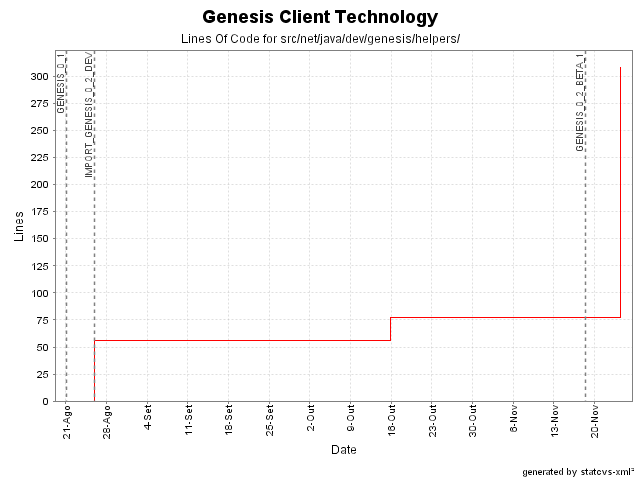 Genesis Client Technology
Lines Of Code for src/net/java/dev/genesis/helpers/
GENESIS_0_1
IMPORT_GENESIS_0_2_DEV
GENESIS_0_2_BETA_1
Lines
300
275
250
225
200
175
150
125
100
75
50
25
0
21-Ago
28-Ago
4-Set
11-Set
18-Set
25-Set
2-Out
9-Out
16-Out
23-Out
30-Out
6-Nov
13-Nov
20-Nov
Date
generated by statcvs-xml²